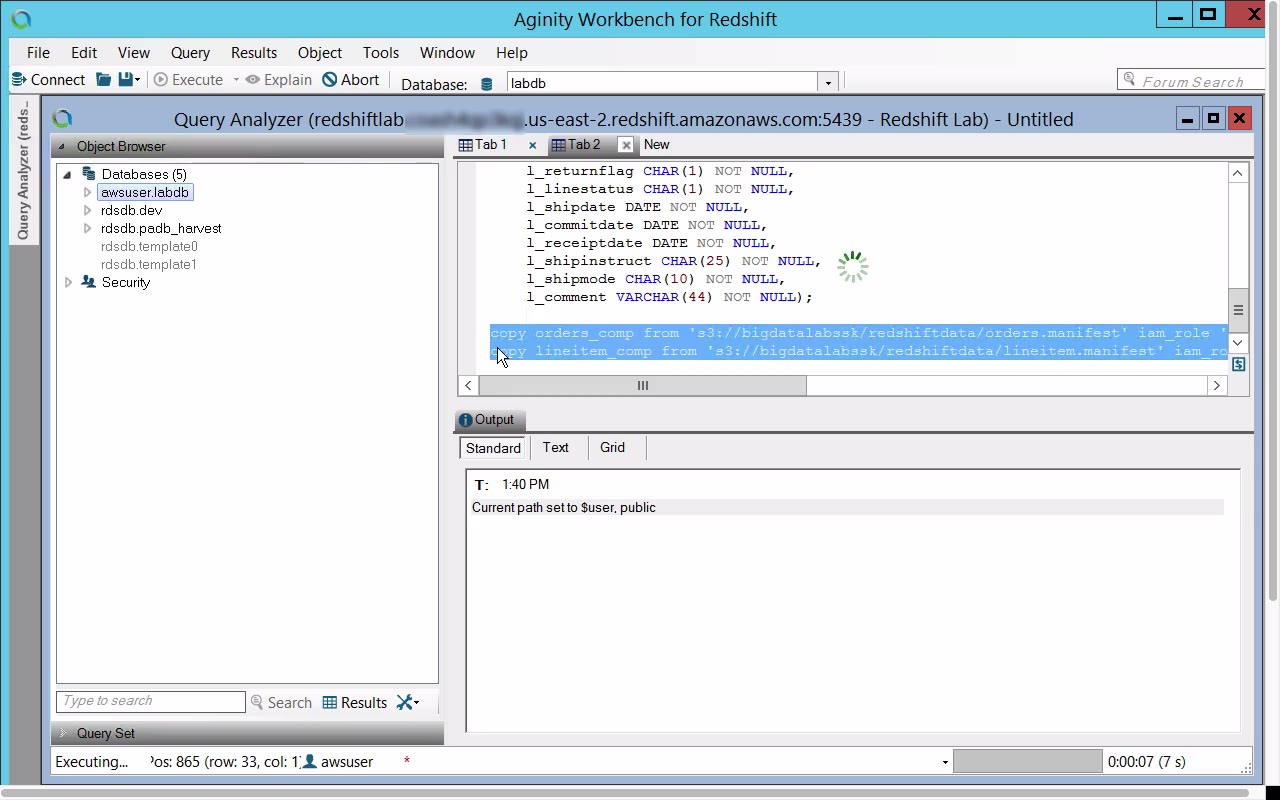 Aginity Workbench for Redshift
File Edit View Query Results Object Tools Window Help
Connect Execute Explain Abort Database: labdb Forum Search
Query Analyzer (reds...
Query Analyzer (redshiftlab .us-east-2.redshift.amazonaws.com:5439 - Redshift Lab) - Untitled
Object Browser
Databases (5)
awsuser.labdb
rdsdb.dev
rdsdb.padb_harvest
rdsdb.template0
rdsdb.template1
Security
Type to search Search Results
Query Set
Tab 1 Tab 2 New
l_returnflag CHAR(1) NOT NULL,
l_linestatus CHAR(1) NOT NULL,
l_shipdate DATE NOT NULL,
l_commitdate DATE NOT NULL,
l_receiptdate DATE NOT NULL,
l_shipinstruct CHAR(25) NOT NULL,
l_shipmode CHAR(10) NOT NULL,
l_comment VARCHAR(44) NOT NULL);
copy orders_comp from 's3://bigdatalabssk/redshiftdata/orders.manifest' iam_role '
copy lineitem_comp from 's3://bigdatalabssk/redshiftdata/lineitem.manifest' iam_ro
Output
Standard Text Grid
T: 1:40 PM
Current path set to $user, public
Executing... Pos: 865 (row: 33, col: 1) awsuser * 0:00:07 (7 s)